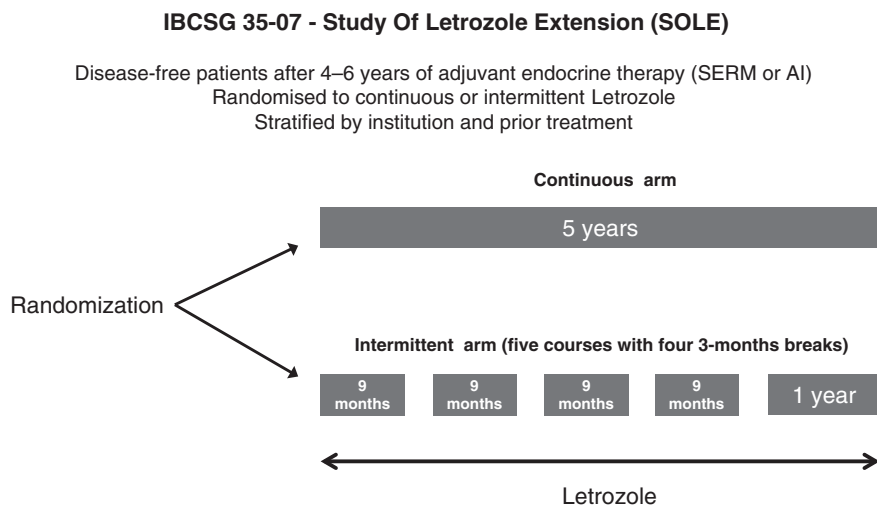 IBCSG 35-07 - Study Of Letrozole Extension (SOLE)
Disease-free patients after 4–6 years of adjuvant endocrine therapy (SERM or AI)
Randomised to continuous or intermittent Letrozole
Stratified by institution and prior treatment
Continuous arm
5 years
Randomization
Intermittent arm (five courses with four 3-months breaks)
9 months
9 months
9 months
9 months
1 year
Letrozole